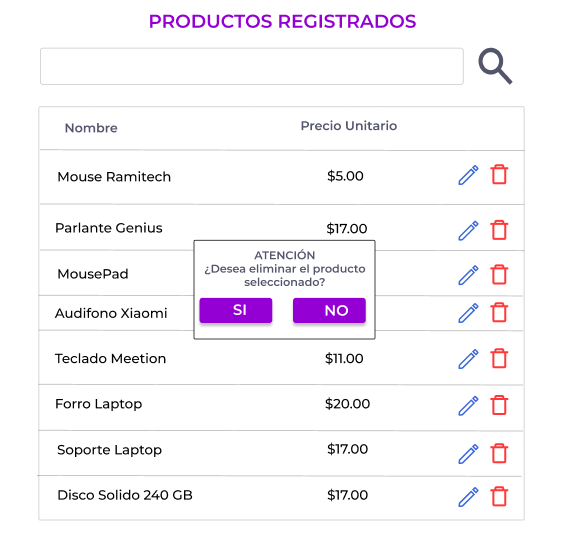 PRODUCTOS REGISTRADOS
Nombre Precio Unitario
Mouse Ramitech $5.00
Parlante Genius $17.00
ATENCIÓN
¿Desea eliminar el producto
seleccionado?
SI NO
MousePad
Audifono Xiaomi
Teclado Meetion $11.00
Forro Laptop $20.00
Soporte Laptop $17.00
Disco Solido 240 GB $17.00